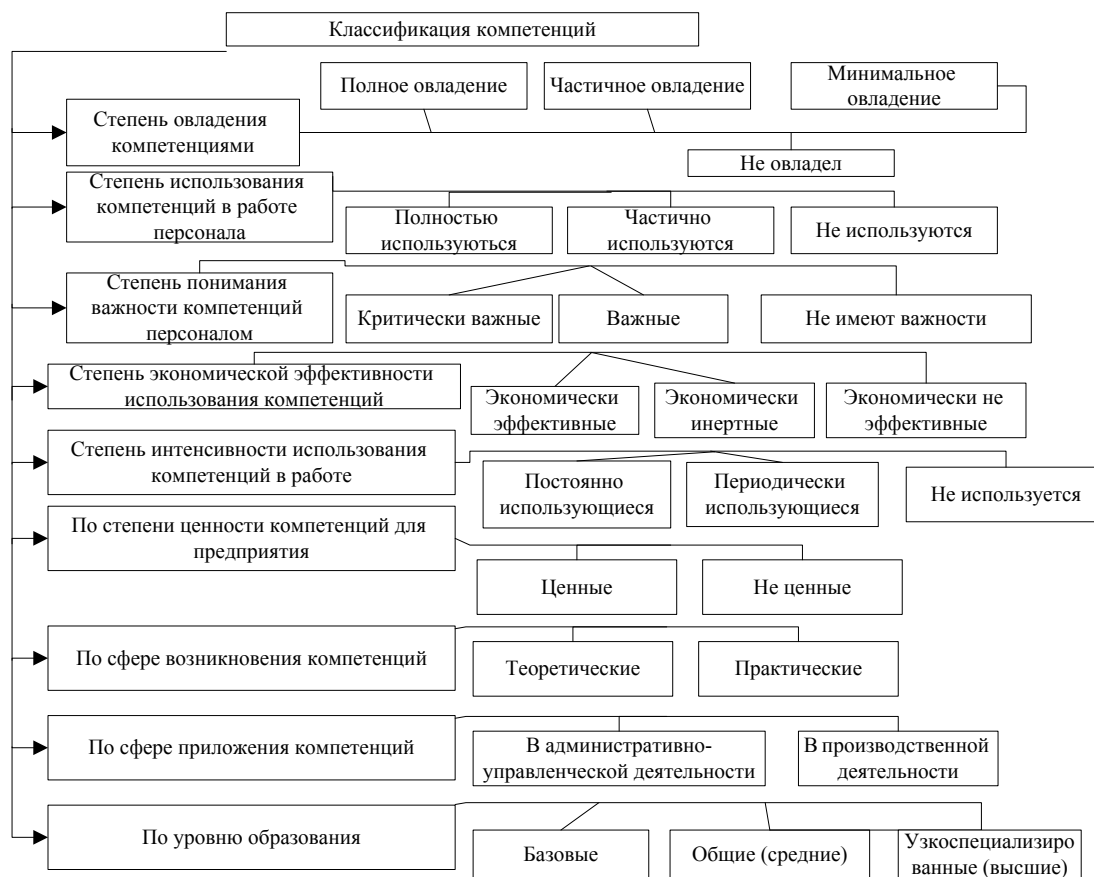 Классификация компетенций
Полное овладение
Частичное овладение
Минимальное
овладение
Степень овладения
компетенциями
Не овладел
Степень использования
компетенций в работе
персонала
Полностью
используються
Частично
используются
Не используются
Степень понимания
важности компетенций
персоналом
Критически важные
Важные
Не имеют важности
Степень экономической эффективности
использования компетенций
Экономически
эффективные
Экономически
инертные
Экономически не
эффективные
Степень интенсивности использования
компетенций в работе
Постоянно
использующиеся
Периодически
использующиеся
Не используется
По степени ценности компетенций для
предприятия
Ценные
Не ценные
По сфере возникновения компетенций
Теоретические
Практические
По сфере приложения компетенций
В административно-
управленческой деятельности
В производственной
деятельности
По уровню образования
Базовые
Общие (средние)
Узкоспециализиро
ванные (высшие)